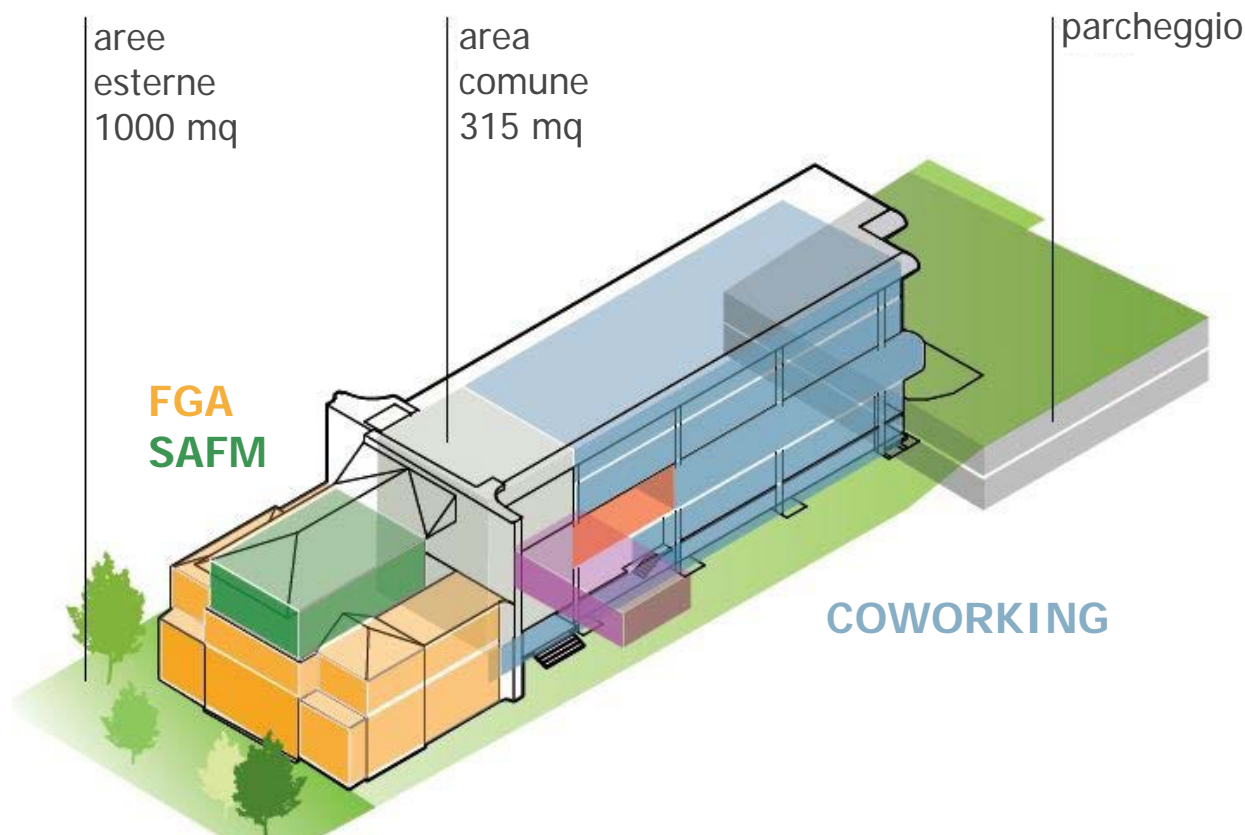 aree
esterne
1000 mq
area
comune
315 mq
parcheggio
FGA
SAFM
COWORKING